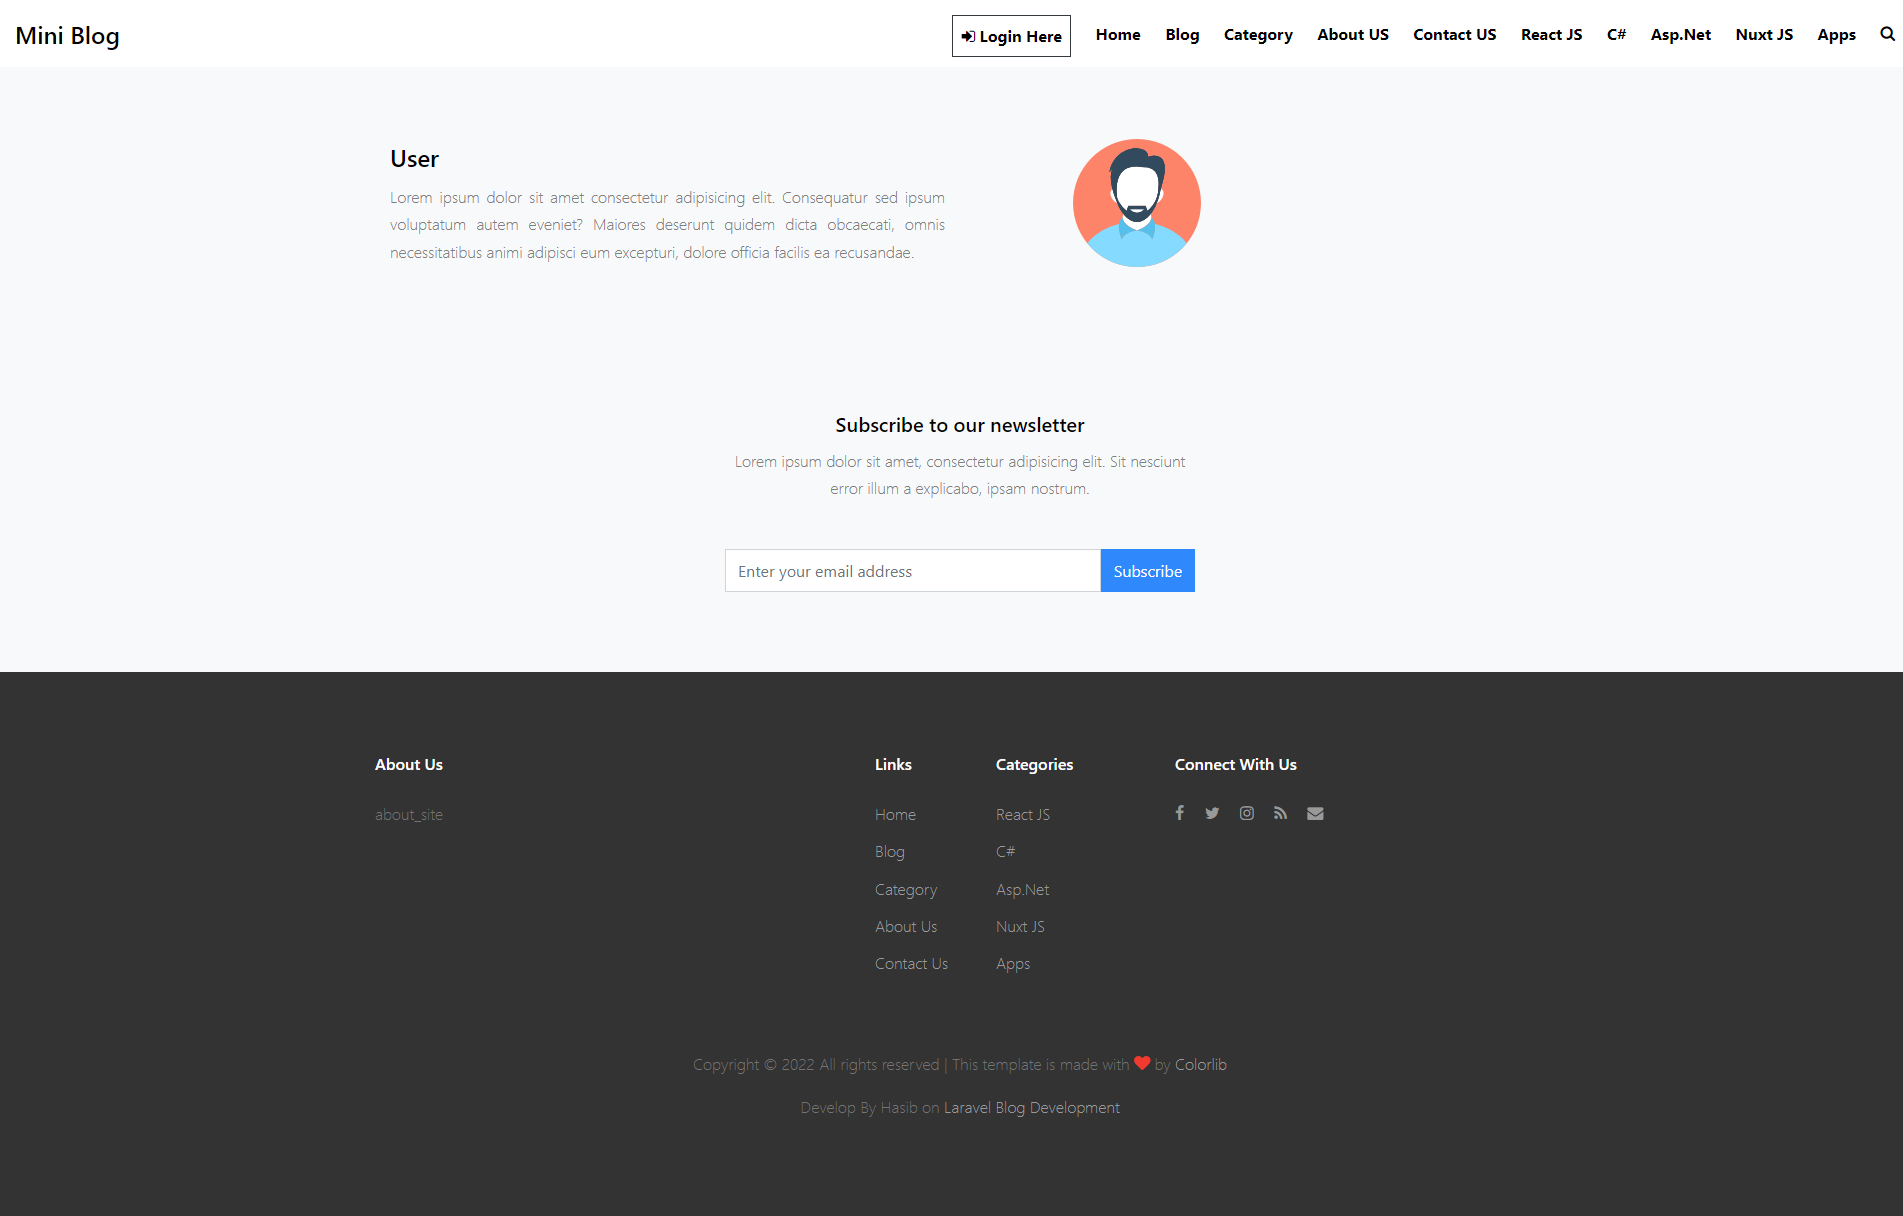 Mini Blog
Login Here Home Blog Category About US Contact US React JS C# Asp.Net Nuxt JS Apps
User
Lorem ipsum dolor sit amet consectetur adipisicing elit. Consequatur sed ipsum
voluptatum autem eveniet? Maiores deserunt quidem dicta obcaecati, omnis
necessitatibus animi adipisci eum excepturi, dolore officia facilis ea recusandae.
Subscribe to our newsletter
Lorem ipsum dolor sit amet, consectetur adipisicing elit. Sit nesciunt
error illum a explicabo, ipsam nostrum.
Enter your email address Subscribe
About Us
about_site
Links
Home
Blog
Category
About Us
Contact Us
Categories
React JS
C#
Asp.Net
Nuxt JS
Apps
Connect With Us
Copyright © 2022 All rights reserved | This template is made with ♥ by Colorlib
Develop By Hasib on Laravel Blog Development